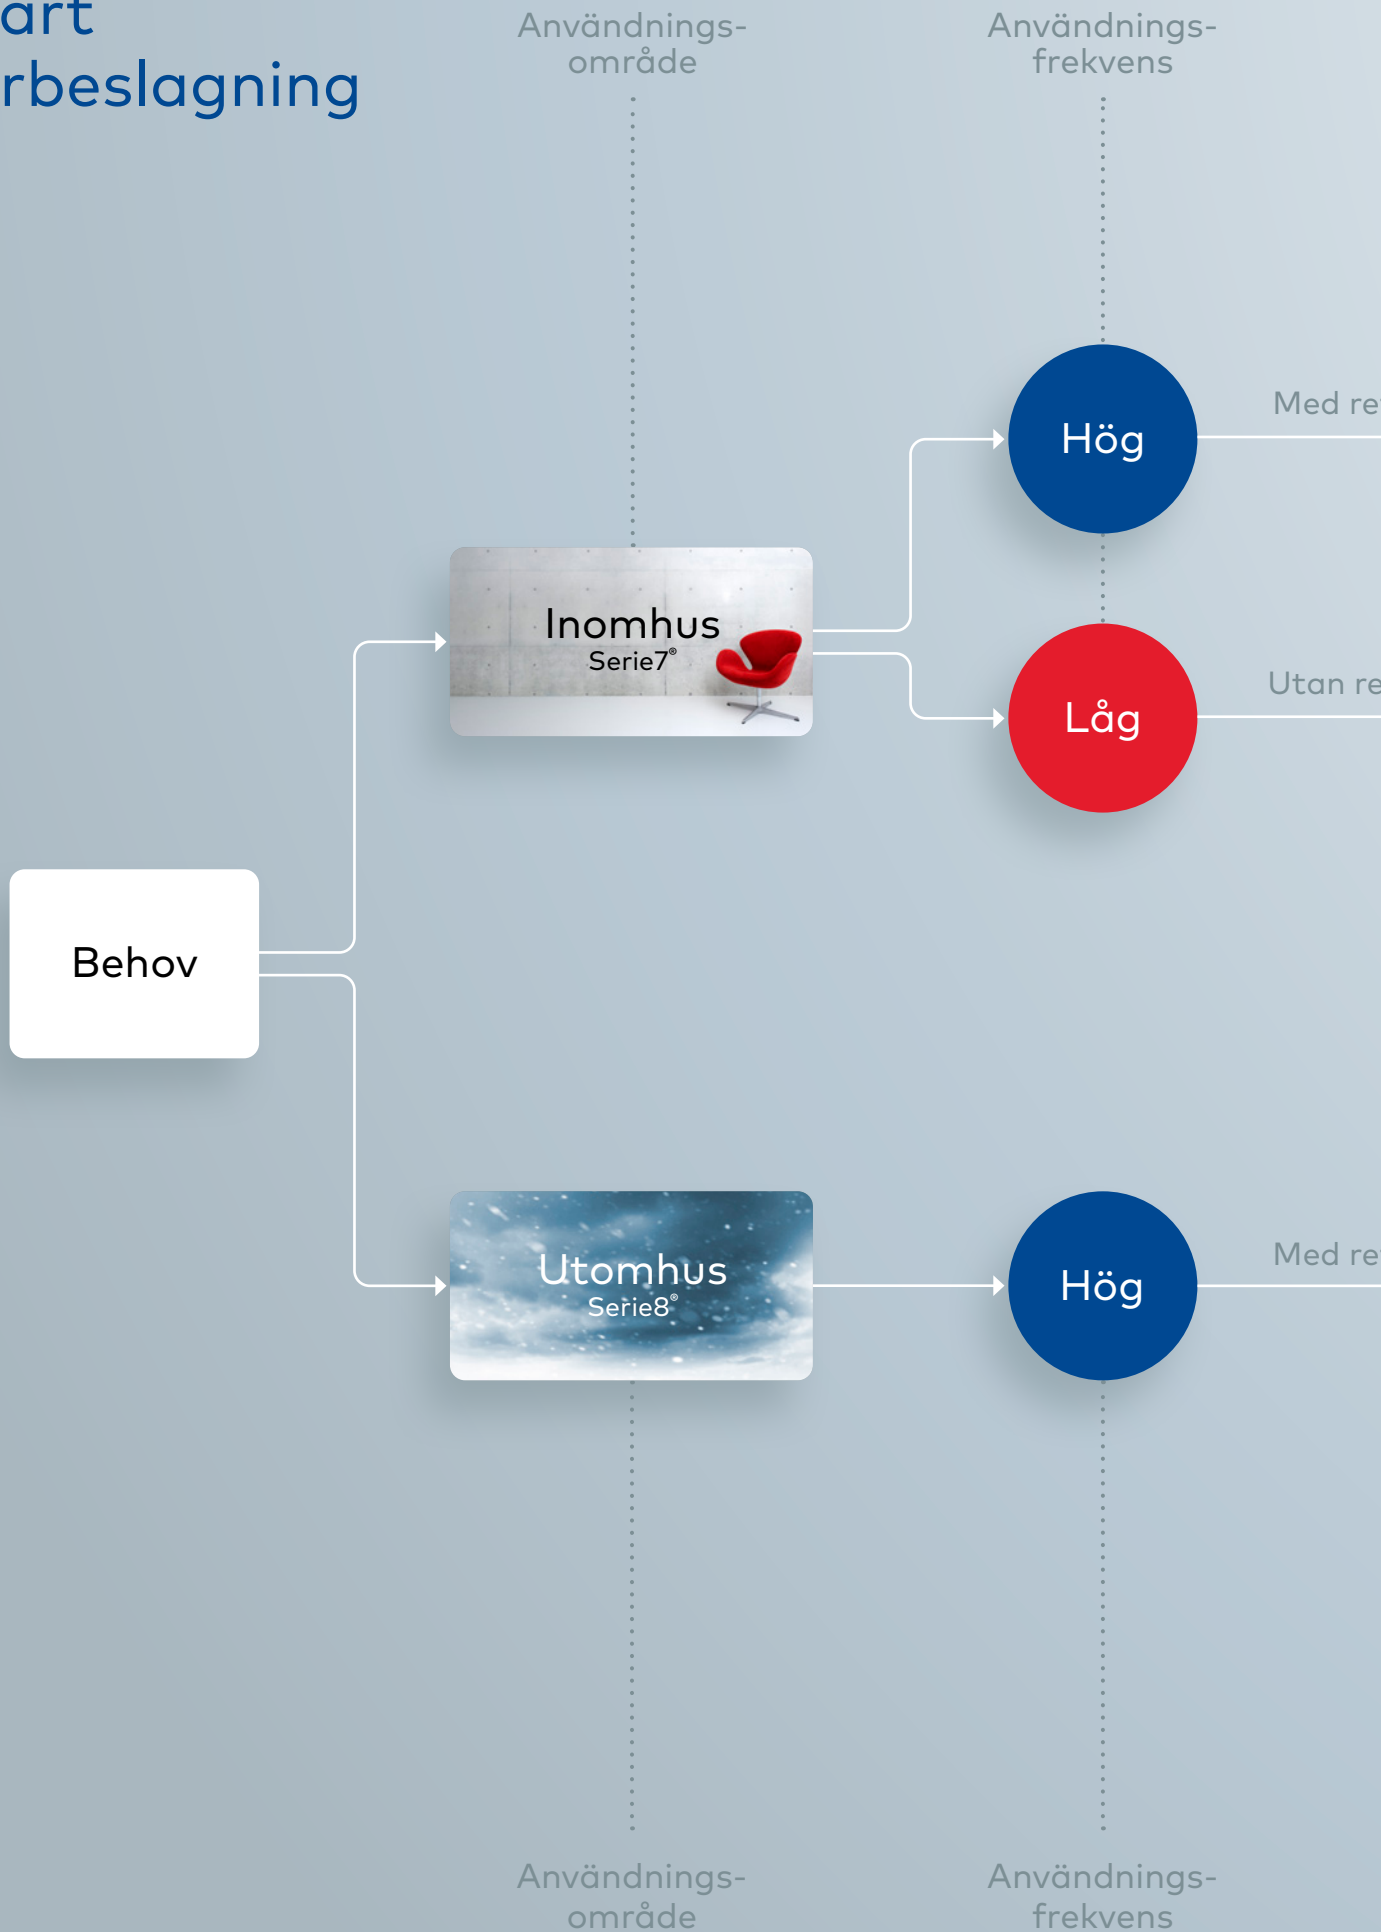 art
rbeslagning
Användnings-
område
Användnings-
frekvens
Hög
Med re
Inomhus
Serie7®
Låg
Utan re
Behov
Utomhus
Serie8®
Hög
Med re
Användnings-
område
Användnings-
frekvens